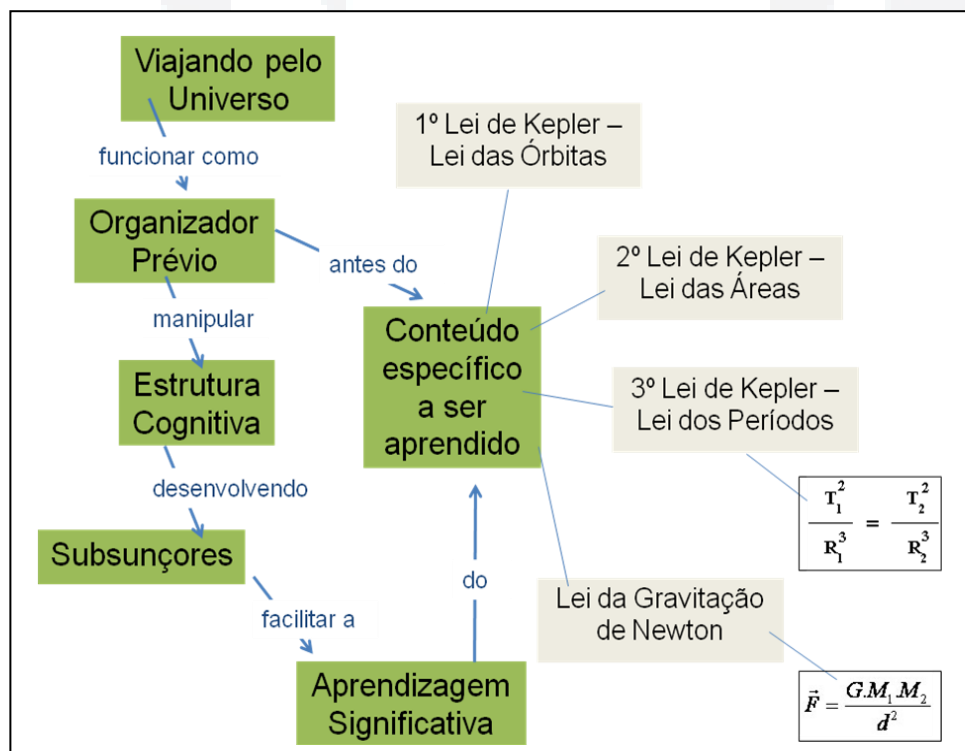 Viajando pelo
Universo
funcionar como
Organizador
Prévio
antes do
manipular
Estrutura
Cognitiva
desenvolvendo
Subsunçores
facilitar a
Aprendizagem
Significativa
do
Conteúdo
específico
a ser
aprendido
1º Lei de Kepler –
Lei das Órbitas
2º Lei de Kepler –
Lei das Áreas
3º Lei de Kepler –
Lei dos Períodos
T₁²/R₁³ = T₂²/R₂³
Lei da Gravitação
de Newton
F⃗ = G.M₁.M₂/d²